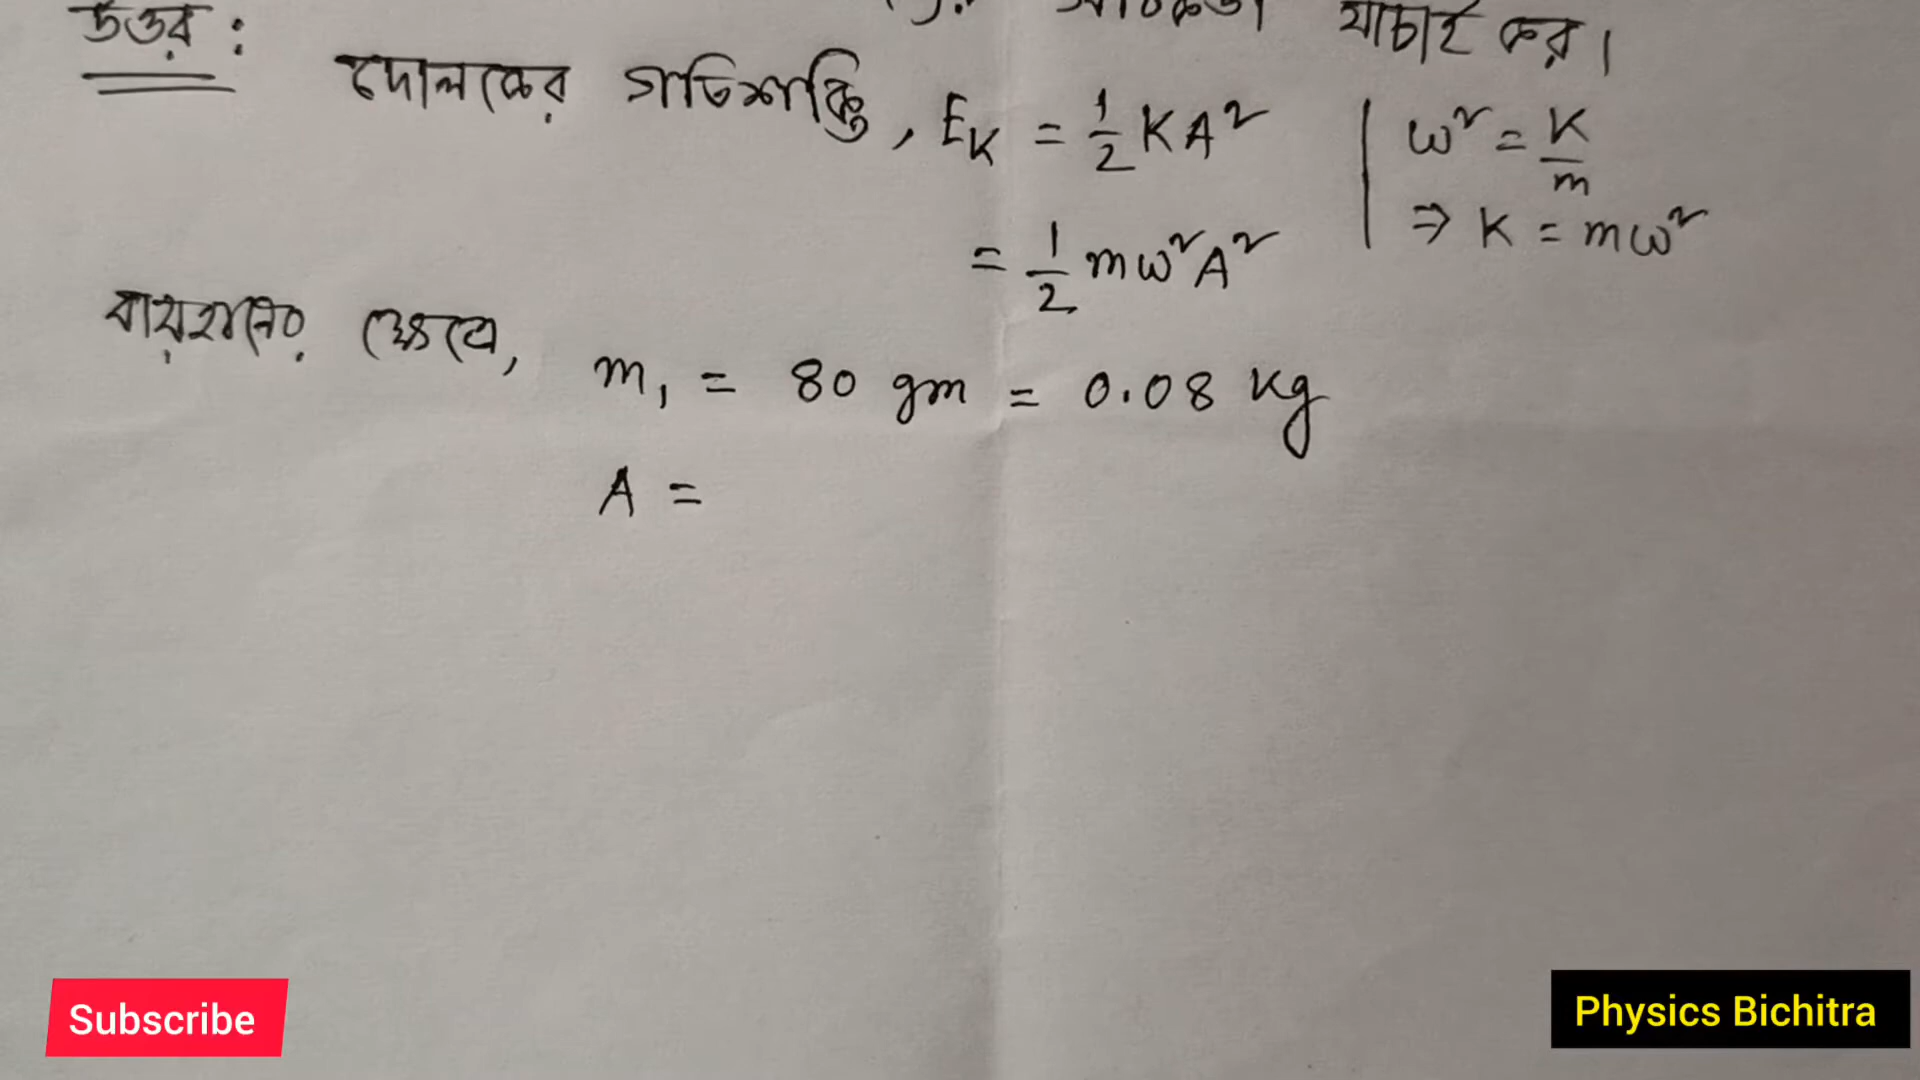 যাচাই কর।
উত্তর:
দোলকের গতিশক্তি, E_K = 1/2 KA²
ω² = K/m
= 1/2 mω²A²
⇒ K = mω²
রায়হানের ক্ষেত্রে,
m₁ = 80 gm = 0.08 kg
A =
Subscribe
Physics Bichitra